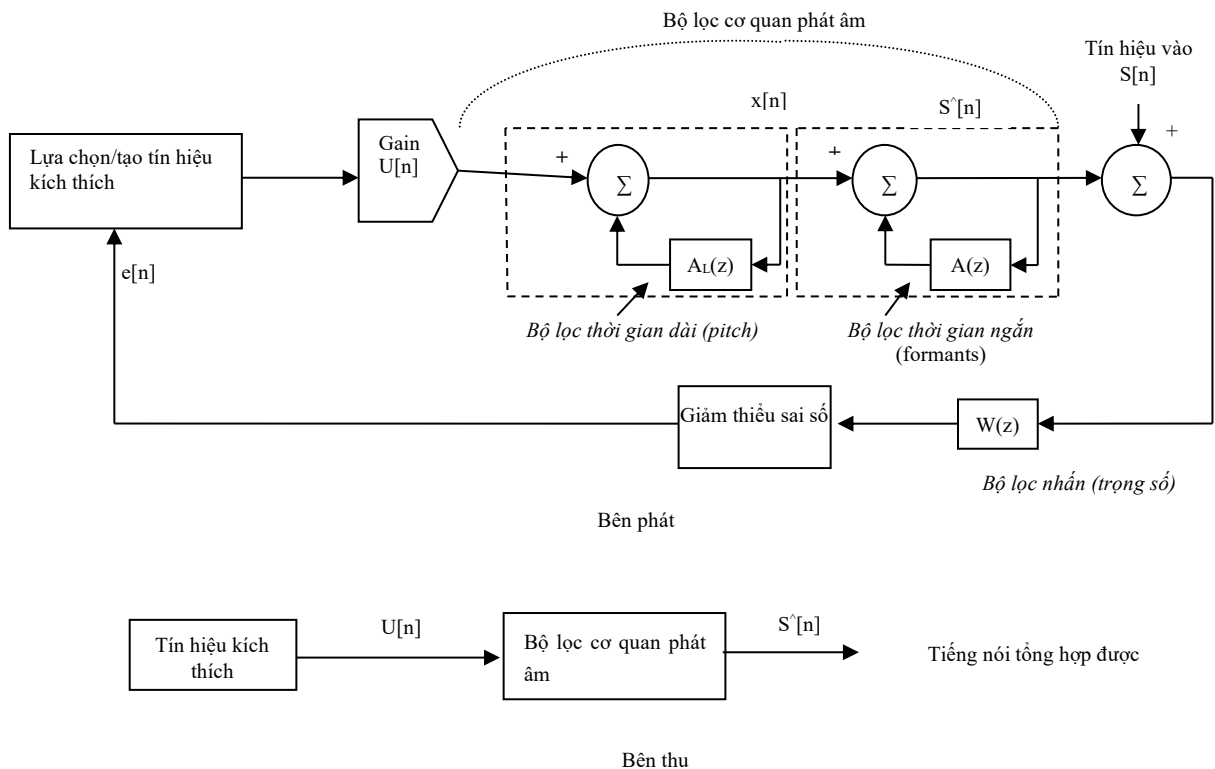 Bộ lọc cơ quan phát âm
Tín hiệu vào
S[n]
x[n]
S^[n]
+
Lựa chọn/tạo tín hiệu
kích thích
Gain
U[n]
+
Σ
+
Σ
Σ
A_L(z)
A(z)
e[n]
Bộ lọc thời gian dài (pitch)
Bộ lọc thời gian ngắn
(formants)
Giảm thiểu sai số
W(z)
Bộ lọc nhấn (trọng số)
Bên phát
Tín hiệu kích
thích
U[n]
Bộ lọc cơ quan phát
âm
S^[n]
Tiếng nói tổng hợp được
Bên thu